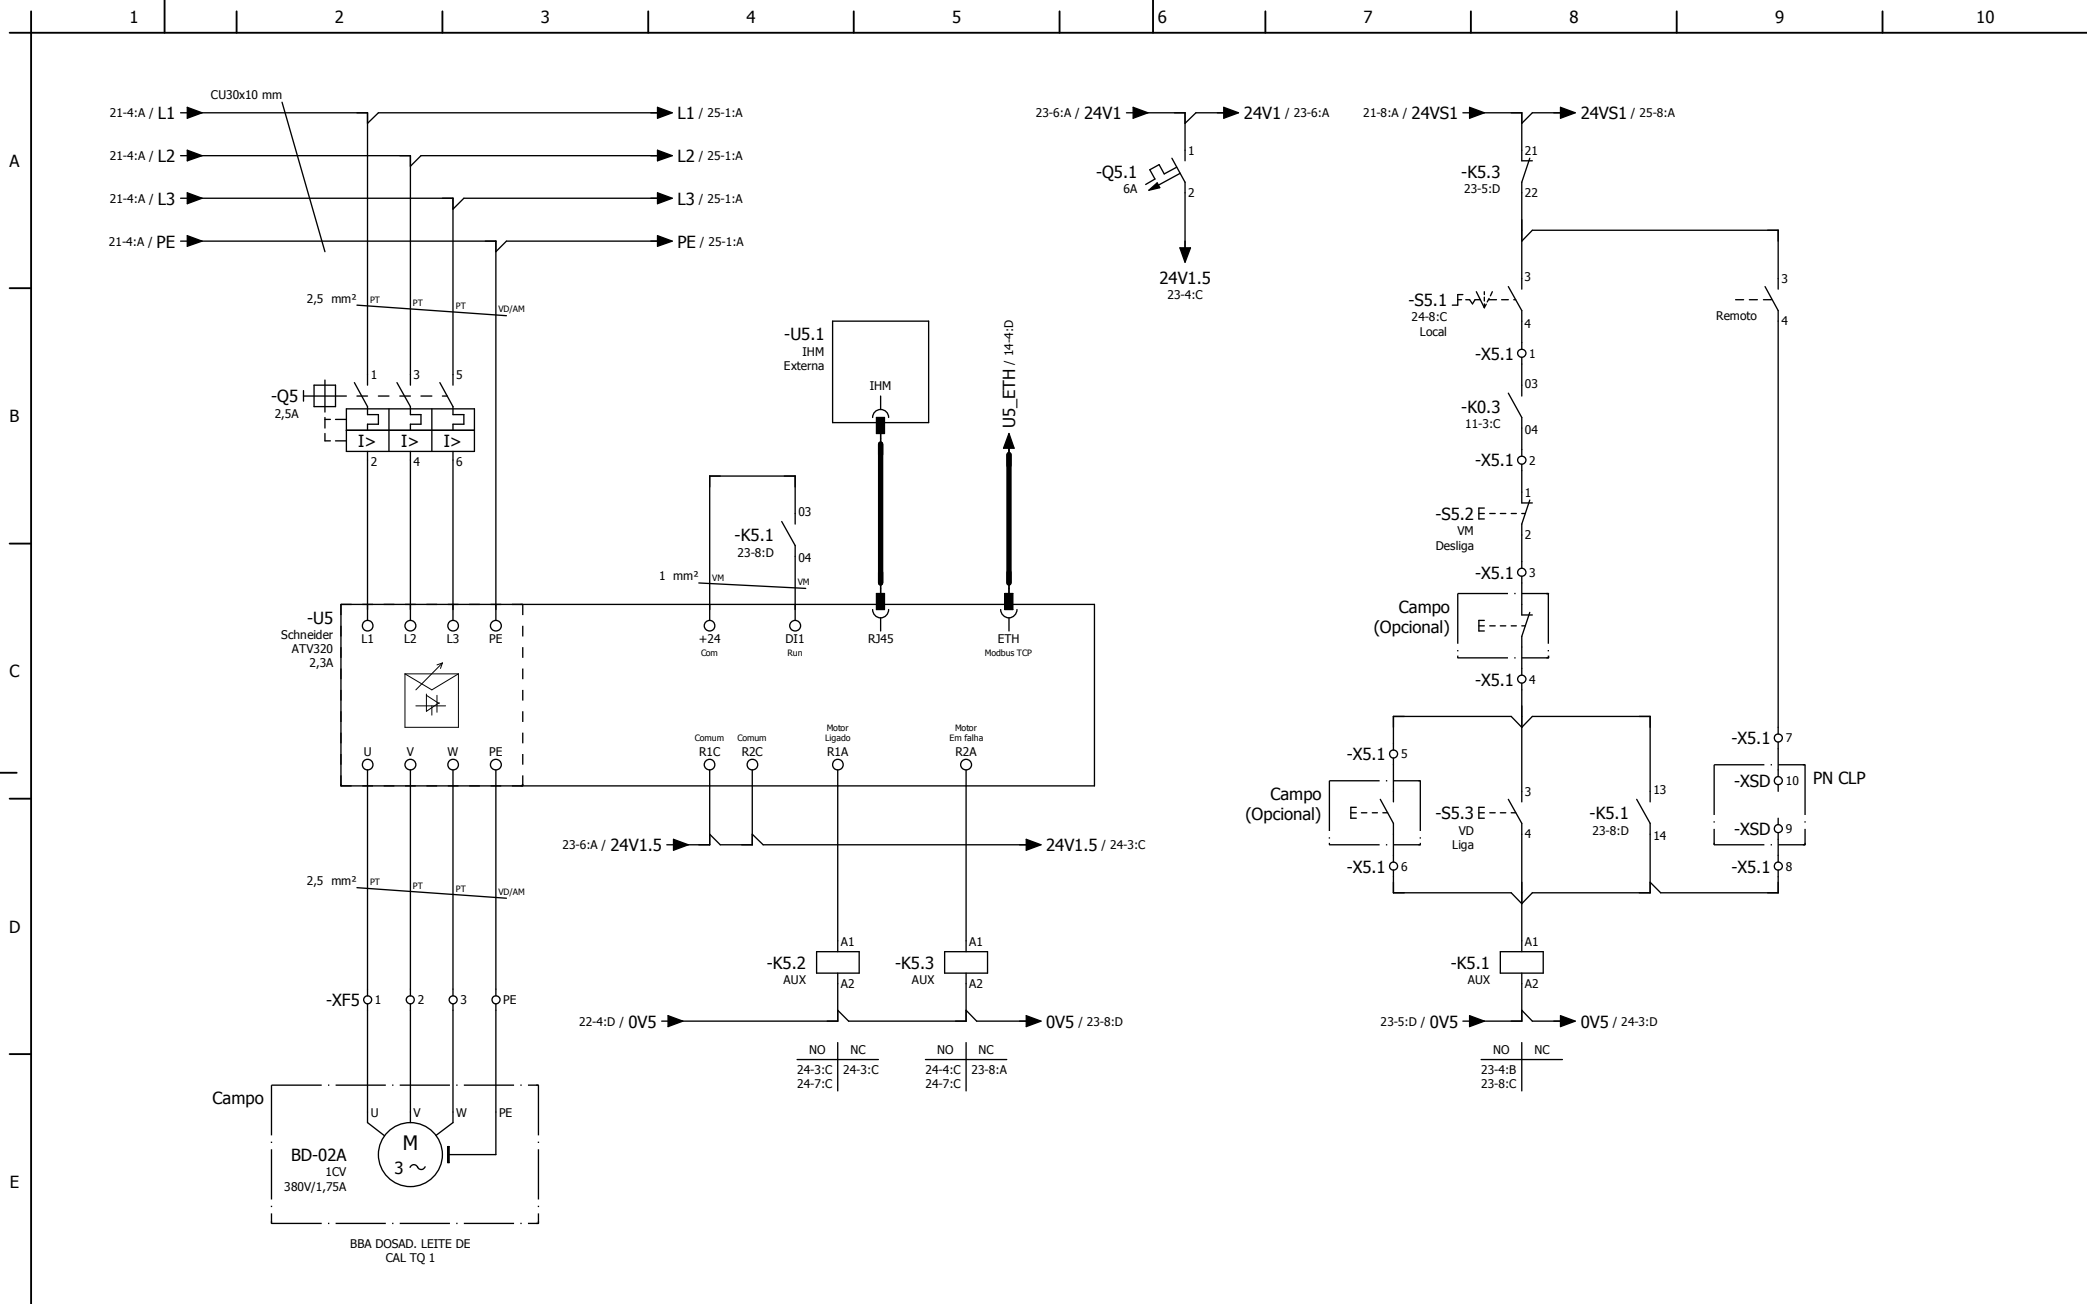 1 2 3 4 5 6 7 8 9 10
A
B
C
D
E
CU30x10 mm
21-4:A / L1
L1 / 25-1:A
21-4:A / L2
L2 / 25-1:A
21-4:A / L3
L3 / 25-1:A
21-4:A / PE
PE / 25-1:A
2,5 mm²
PT
PT
PT
VD/AM
-Q5
2,5A
1 3 5
I> I> I>
2 4 6
-U5
Schneider
ATV320
2,3A
L1 L2 L3 PE
U V W PE
2,5 mm²
PT
PT
PT
VD/AM
-XF5
1 2 3 PE
Campo
U V W PE
M
3
BD-02A
1CV
380V/1,75A
BBA DOSAD. LEITE DE
CAL TQ 1
-U5.1
IHM
Externa
IHM
U5_ETH / 14-4:D
-K5.1
23-8:D
03
04
1 mm²
VM
VM
+24
Com
DI1
Run
RJ45
ETH
Modbus TCP
Comum
R1C
Comum
R2C
Motor
Ligado
R1A
Motor
Em falha
R2A
23-6:A / 24V1.5
24V1.5 / 24-3:C
-K5.2
AUX
A1
A2
-K5.3
AUX
A1
A2
22-4:D / 0V5
0V5 / 23-8:D
NO NC
24-3:C 24-3:C
24-7:C
NO NC
24-4:C 23-8:A
24-7:C
23-6:A / 24V1
24V1 / 23-6:A
-Q5.1
6A
1
2
24V1.5
23-4:C
21-8:A / 24VS1
24VS1 / 25-8:A
-K5.3
23-5:D
21
22
-S5.1
24-8:C
Local
3
4
Remoto
3
4
-X5.1 1
-K0.3
11-3:C
03
04
-X5.1 2
-S5.2 E
VM
Desliga
1
2
-X5.1 3
Campo
(Opcional)
E
-X5.1 4
-X5.1 5
Campo
(Opcional)
E
-X5.1 6
-S5.3 E
VD
Liga
3
4
-K5.1
23-8:D
13
14
-X5.1 7
-XSD 10
PN CLP
-XSD 9
-X5.1 8
-K5.1
AUX
A1
A2
23-5:D / 0V5
0V5 / 24-3:D
NO NC
23-4:B
23-8:C